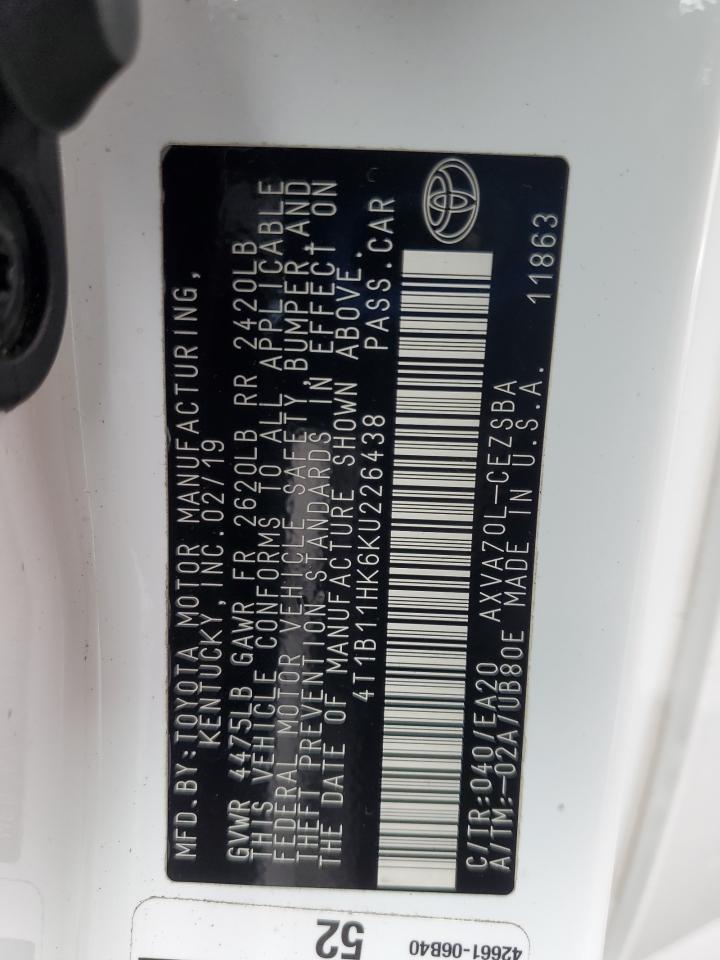 MFD.BY:TOYOTA MOTOR MANUFACTURING,
KENTUCKY, INC.02/19
GVWR 4475LB GAWR FR 2620LB RR 2420LB
THIS VEHICLE CONFORMS TO ALL APPLICABLE
FEDERAL MOTOR VEHICLE SAFETY, BUMPER,AND
THEFT PREVENTION STANDARDS IN EFFECT ON
THE DATE OF MANUFACTURE SHOWN ABOVE.
4T1B11HK6KU226438 PASS.CAR
C/TR:040/EA20 AXVA70L-CEZSBA
A/TM:-02A/UB80E MADE IN U.S.A. 11863
52
42661-06B40